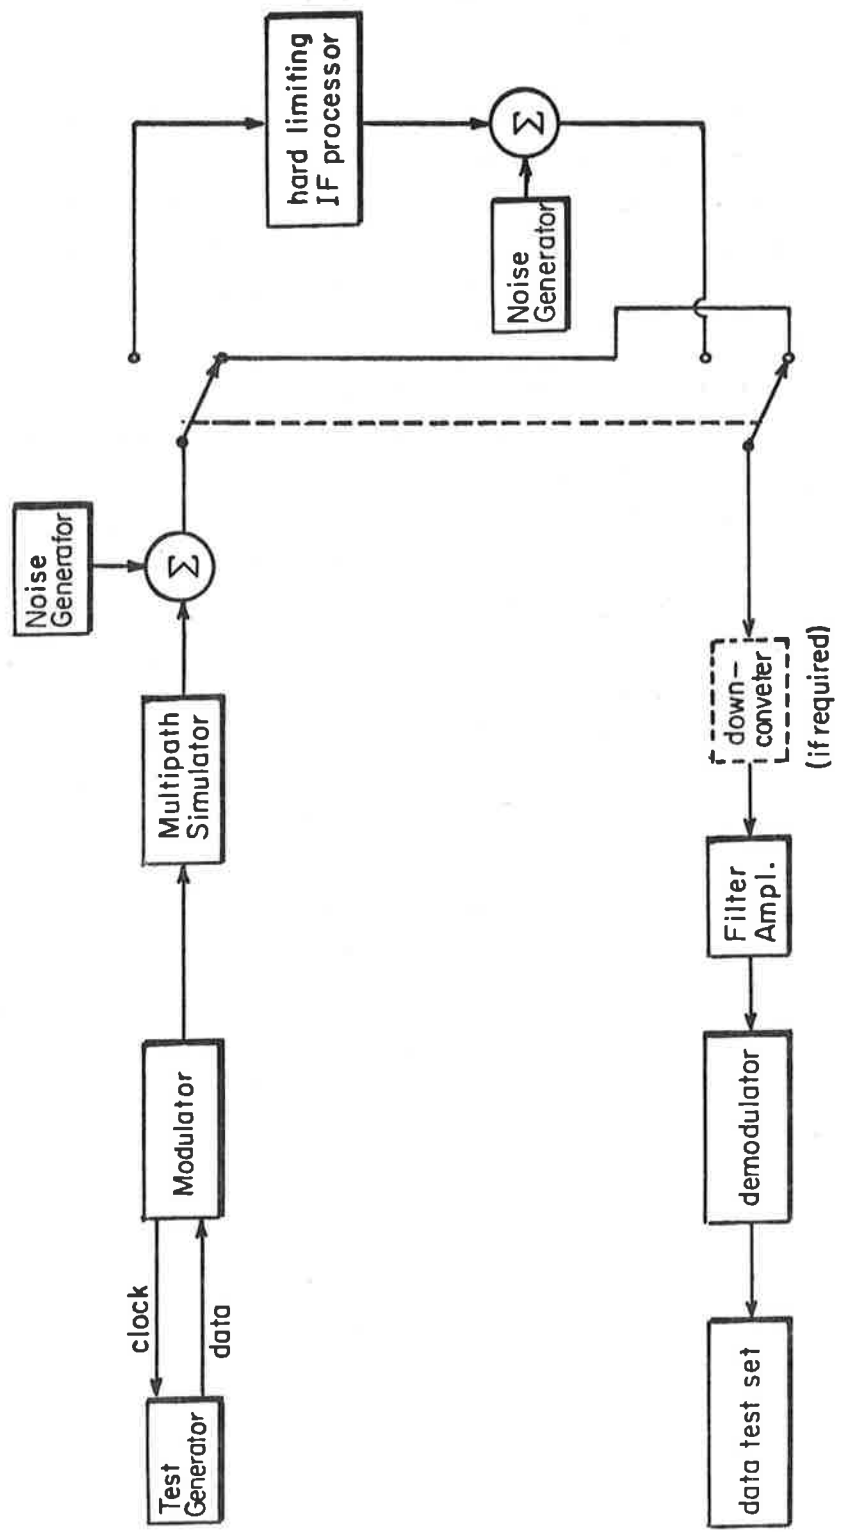 Test
Generator
clock
data
Modulator
Multipath
Simulator
Noise
Generator
Σ
hard limiting
IF processor
Noise
Generator
Σ
down-
conveter
(if required)
Filter
Ampl.
demodulator
data test set